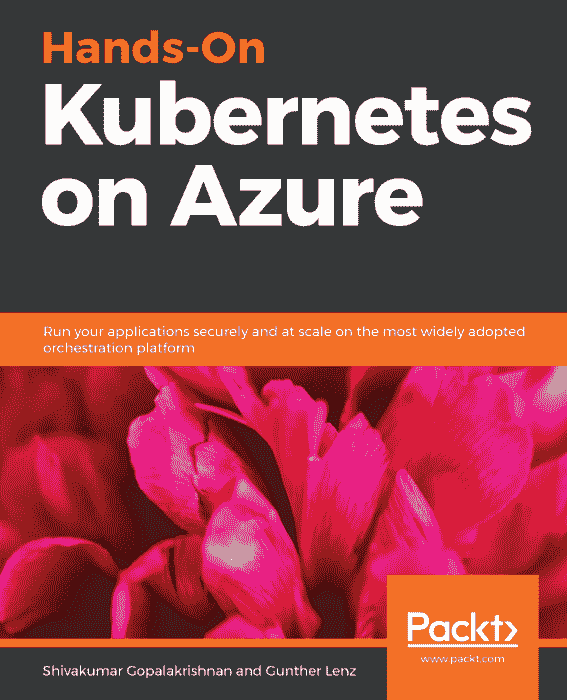 Hands-On
Kubernetes
on Azure
Run your applications securely and at scale on the most widely adopted
orchestration platform
Packt>
www.packt.com
Shivakumar Gopalakrishnan and Gunther Lenz